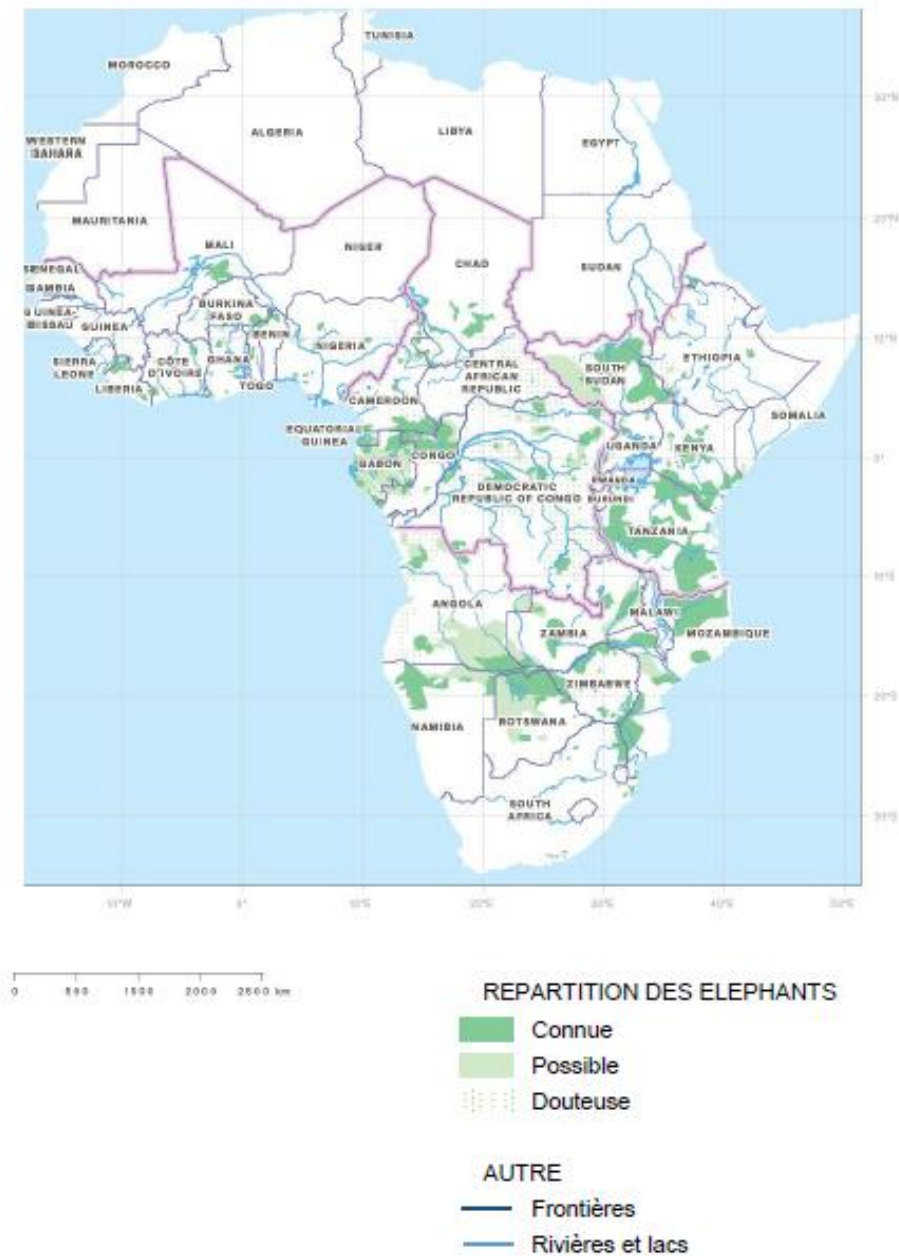 TUNISIA
MOROCCO
ALGERIA
LIBYA
EGYPT
WESTERN
SAHARA
MAURITANIA
MALI
NIGER
CHAD
SUDAN
SENEGAL
GAMBIA
GUINEA-
BISSAU
GUINEA
BURKINA
FASO
BENIN
NIGERIA
SIERRA
LEONE
LIBERIA
CÔTE
D'IVOIRE
GHANA
TOGO
CENTRAL
AFRICAN
REPUBLIC
SOUTH
SUDAN
ETHIOPIA
SOMALIA
CAMEROON
EQUATORIAL
GUINEA
GABON
CONGO
UGANDA
KENYA
RWANDA
BURUNDI
DEMOCRATIC
REPUBLIC OF CONGO
TANZANIA
ANGOLA
ZAMBIA
MALAWI
MOZAMBIQUE
ZIMBABWE
NAMIBIA
BOTSWANA
SOUTH
AFRICA
10°W
0°
0 500 1500 2000 2500 km
REPARTITION DES ELEPHANTS
Connue
Possible
Douteuse
AUTRE
Frontières
Rivières et lacs